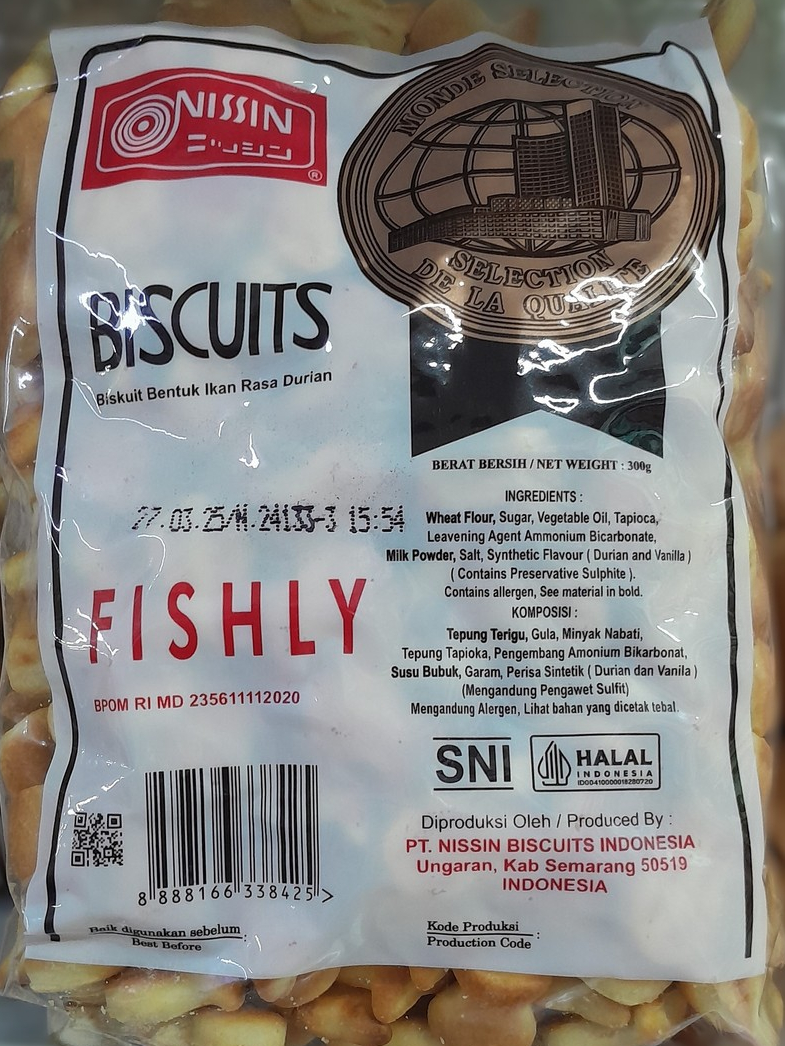 NISSIN
ニッシン
®
MONDE SELECTION
SELECTION
DE LA QUALITE
BISCUITS
Biskuit Bentuk Ikan Rasa Durian
BERAT BERSIH / NET WEIGHT : 300g
INGREDIENTS :
Wheat Flour, Sugar, Vegetable Oil, Tapioca,
Leavening Agent Ammonium Bicarbonate,
Milk Powder, Salt, Synthetic Flavour ( Durian and Vanilla )
( Contains Preservative Sulphite ).
Contains allergen, See material in bold.
KOMPOSISI :
Tepung Terigu, Gula, Minyak Nabati,
Tepung Tapioka, Pengembang Amonium Bikarbonat,
Susu Bubuk, Garam, Perisa Sintetik ( Durian dan Vanila )
(Mengandung Pengawet Sulfit)
Mengandung Alergen, Lihat bahan yang dicetak tebal.
27.03.25/M.24133-3 15:54
FISHLY
BPOM RI MD 235611112020
SNI
HALAL
INDONESIA
ID00410000018280720
Diproduksi Oleh / Produced By :
PT. NISSIN BISCUITS INDONESIA
Ungaran, Kab Semarang 50519
INDONESIA
8 888166 338425 >
Baik digunakan sebelum :
Best Before
Kode Produksi :
Production Code